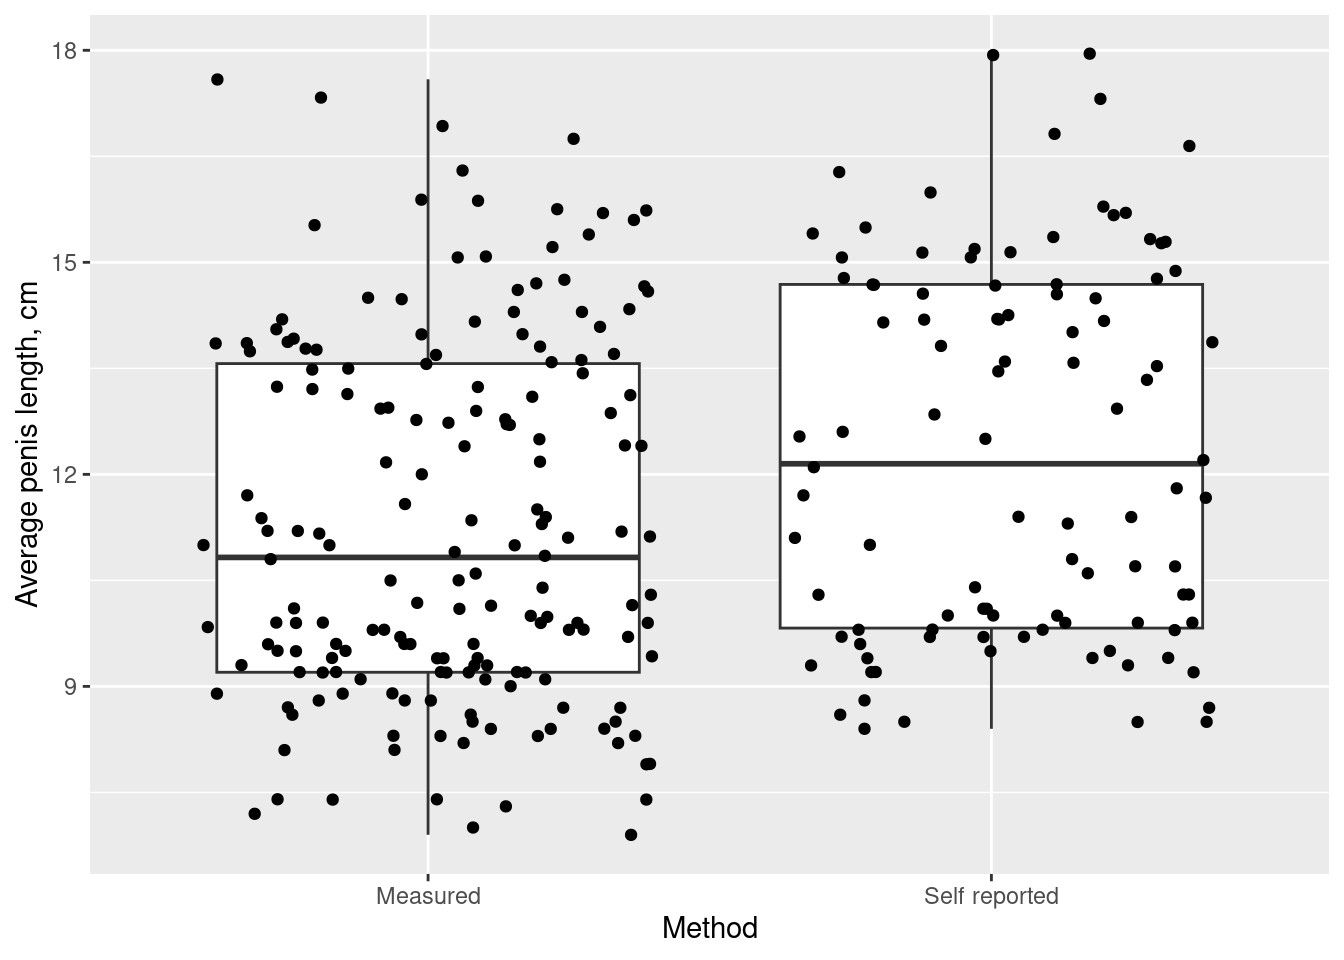 Average penis length, cm
18
15
12
9
Measured
Self reported
Method